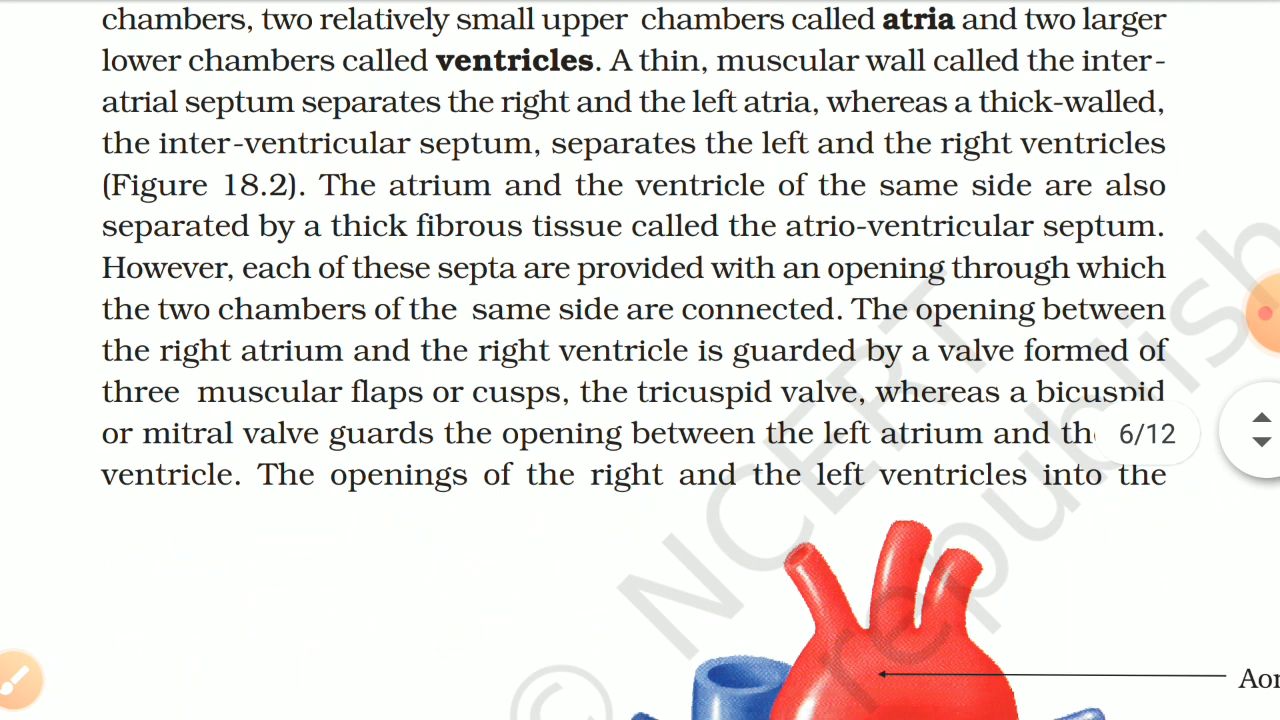 chambers, two relatively small upper chambers called atria and two larger
lower chambers called ventricles. A thin, muscular wall called the inter-
atrial septum separates the right and the left atria, whereas a thick-walled,
the inter-ventricular septum, separates the left and the right ventricles
(Figure 18.2). The atrium and the ventricle of the same side are also
separated by a thick fibrous tissue called the atrio-ventricular septum.
However, each of these septa are provided with an opening through which
the two chambers of the same side are connected. The opening between
the right atrium and the right ventricle is guarded by a valve formed of
three muscular flaps or cusps, the tricuspid valve, whereas a bicuspid
or mitral valve guards the opening between the left atrium and the
6/12
ventricle. The openings of the right and the left ventricles into the
© NCERT
republish